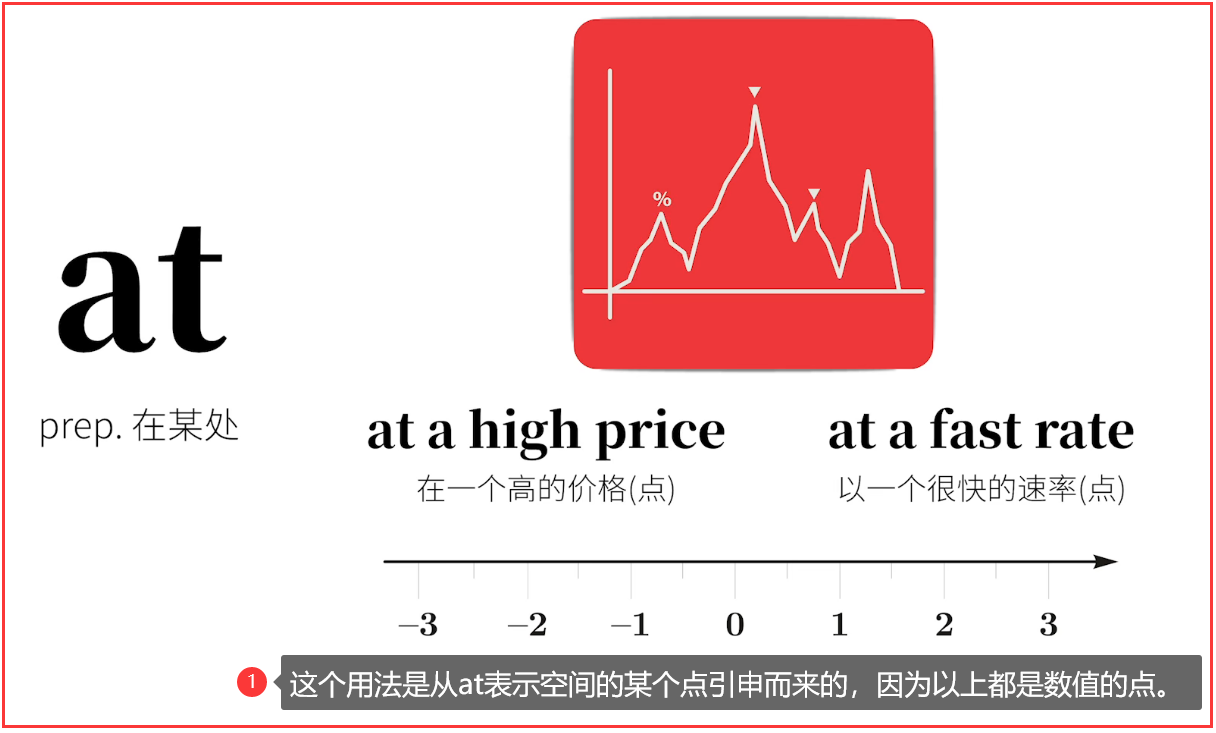 %
at
prep. 在某处
at a high price
在一个高的价格(点)
at a fast rate
以一个很快的速率(点)
–3 –2 –1 0 1 2 3
1 这个用法是从at表示空间的某个点引申而来的，因为以上都是数值的点。